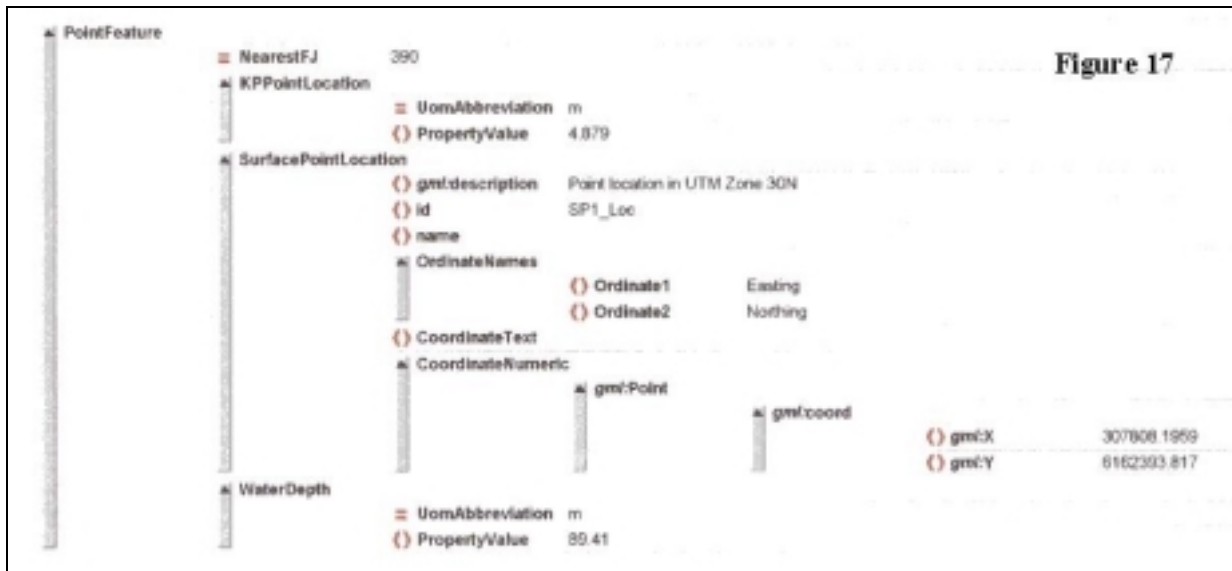 PointFeature
NearestFJ 390
Figure 17
KPPointLocation
UomAbbreviation m
PropertyValue 4.879
SurfacePointLocation
gml:description Point location in UTM Zone 30N
id SP1_Loc
name
OrdinateNames
Ordinate1 Easting
Ordinate2 Northing
CoordinateText
CoordinateNumeric
gml:Point
gml:coord
gml:X 307808.1959
gml:Y 6162393.817
WaterDepth
UomAbbreviation m
PropertyValue 89.41